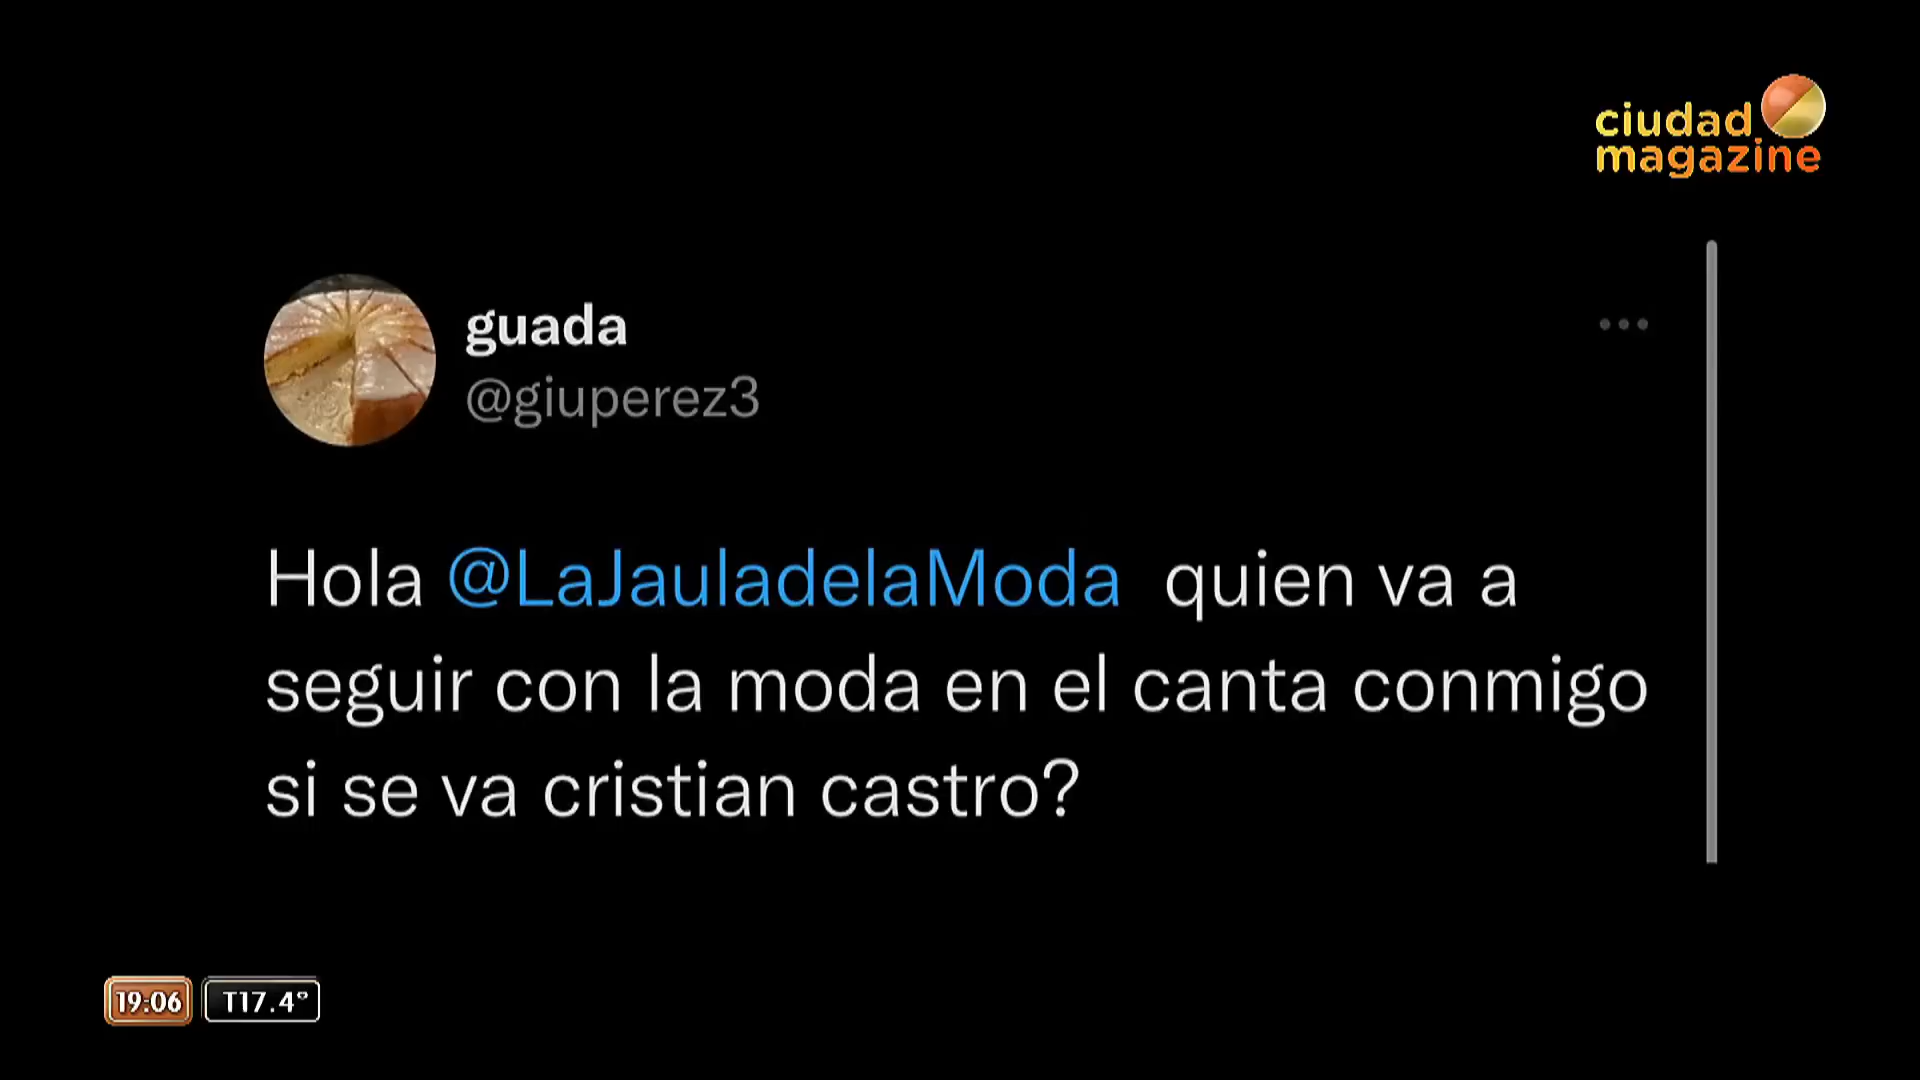 ciudad
magazine
guada
@giuperez3
Hola @LaJauladelaModa quien va a
seguir con la moda en el canta conmigo
si se va cristian castro?
19:06 T17.4°